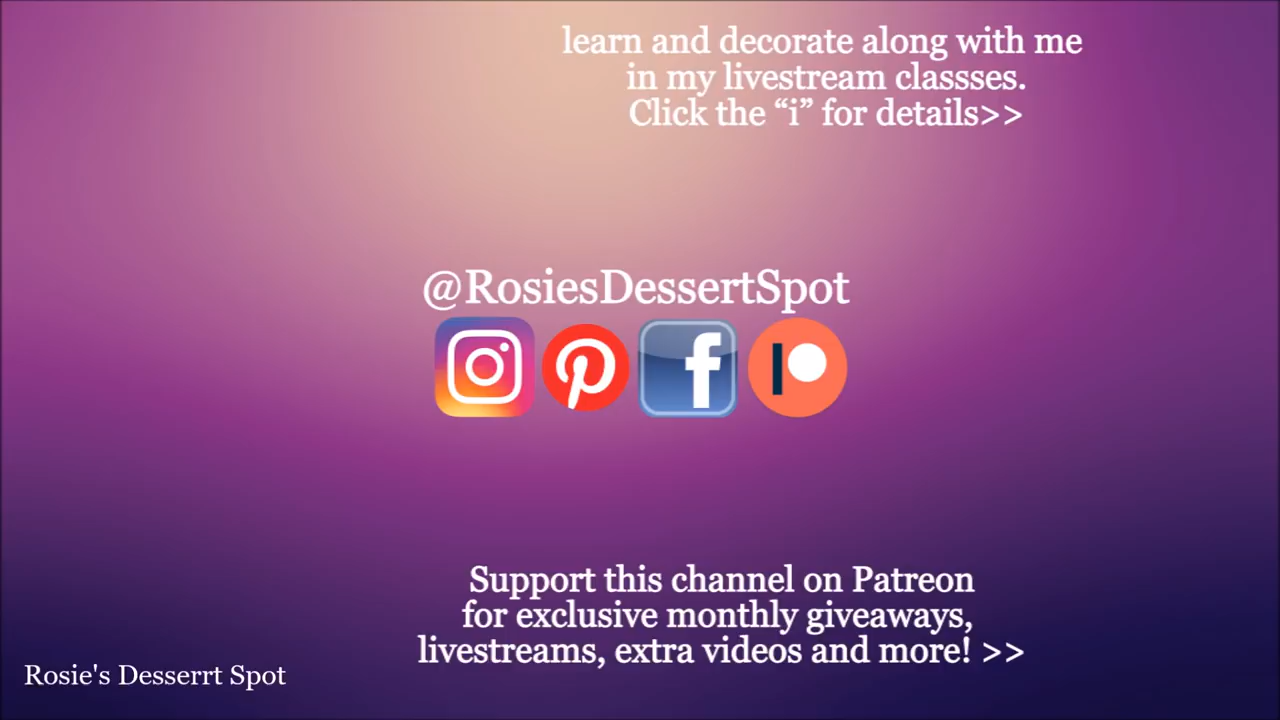 learn and decorate along with me
in my livestream classses.
Click the “i” for details>>
@RosiesDessertSpot
Support this channel on Patreon
for exclusive monthly giveaways,
livestreams, extra videos and more! >>
Rosie's Desserrt Spot